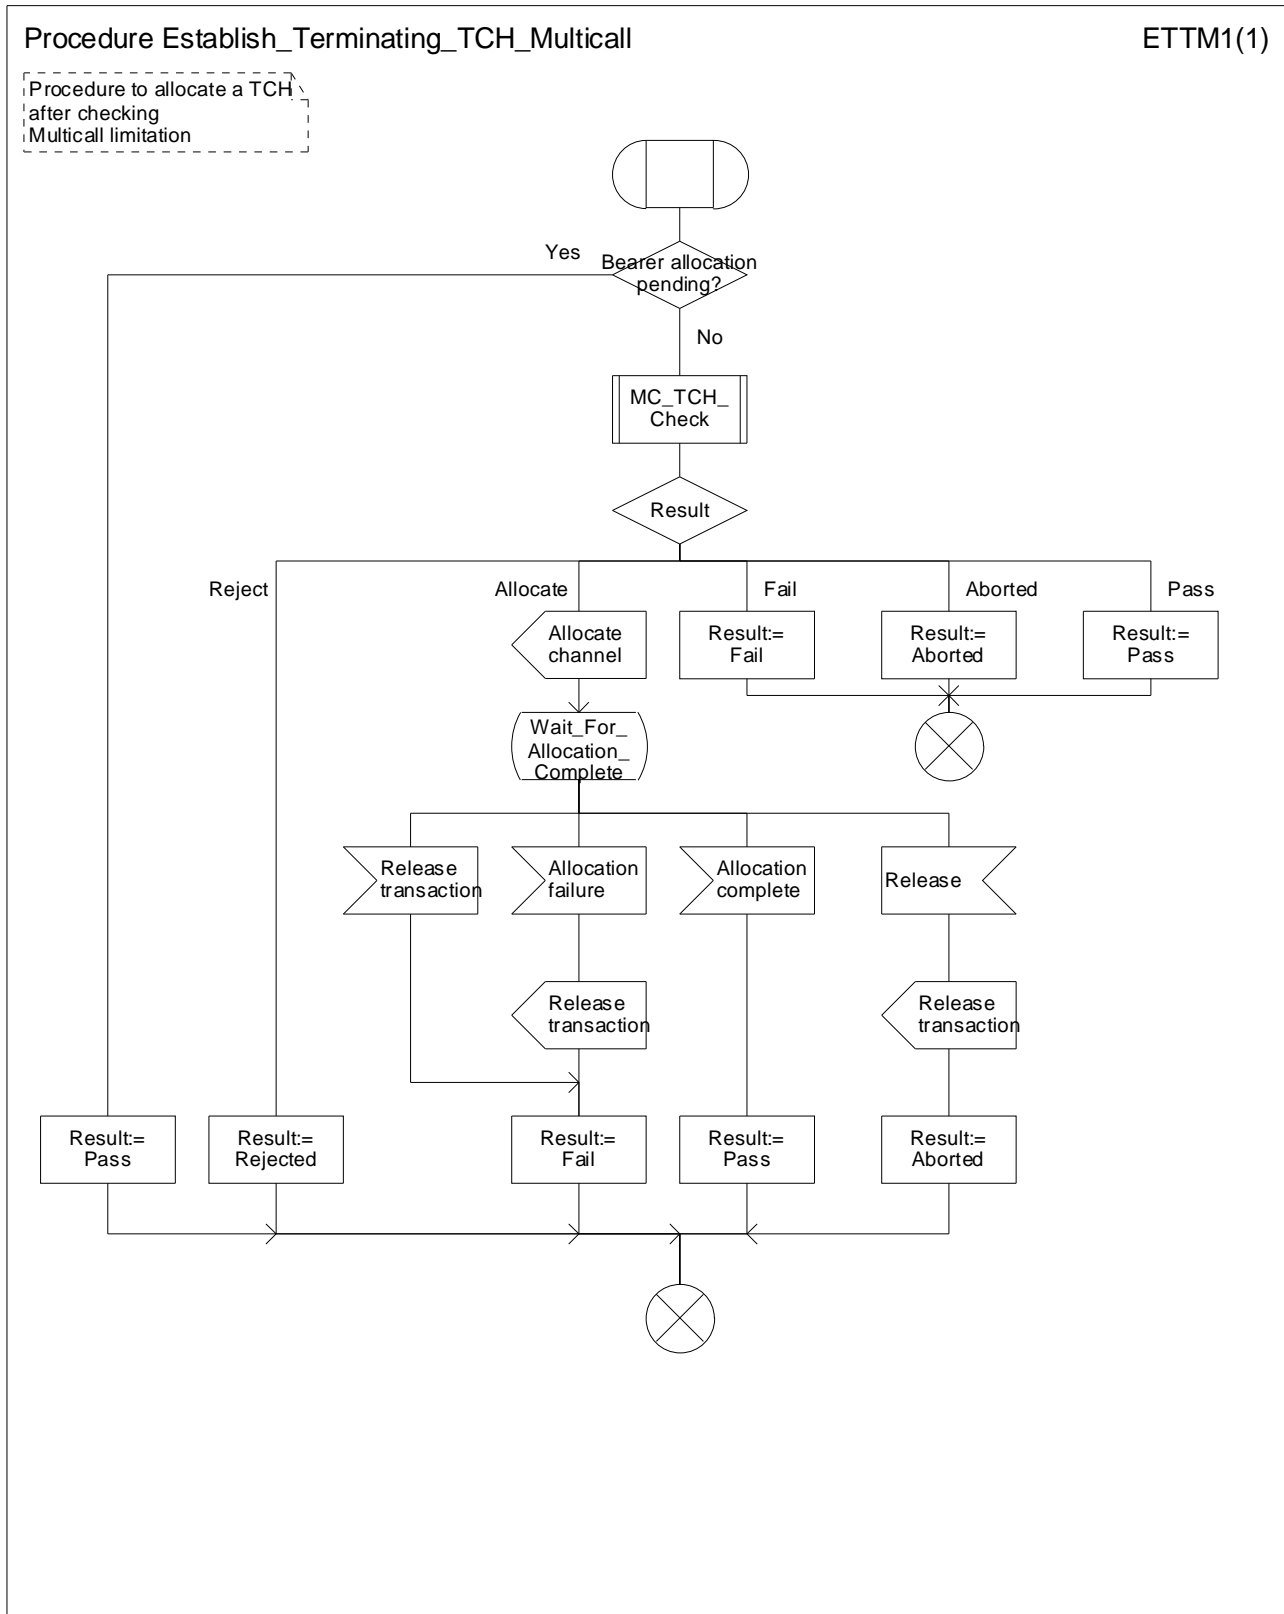 Procedure Establish_Terminating_TCH_Multicall
ETTM1(1)
Procedure to allocate a TCH
after checking
Multicall limitation
Yes
Bearer allocation
pending?
No
MC_TCH_
Check
Result
Reject
Allocate
Fail
Aborted
Pass
Allocate
channel
Result:=
Fail
Result:=
Aborted
Result:=
Pass
Wait_For_
Allocation_
Complete
Release
transaction
Allocation
failure
Allocation
complete
Release
Release
transaction
Release
transaction
Result:=
Pass
Result:=
Rejected
Result:=
Fail
Result:=
Pass
Result:=
Aborted